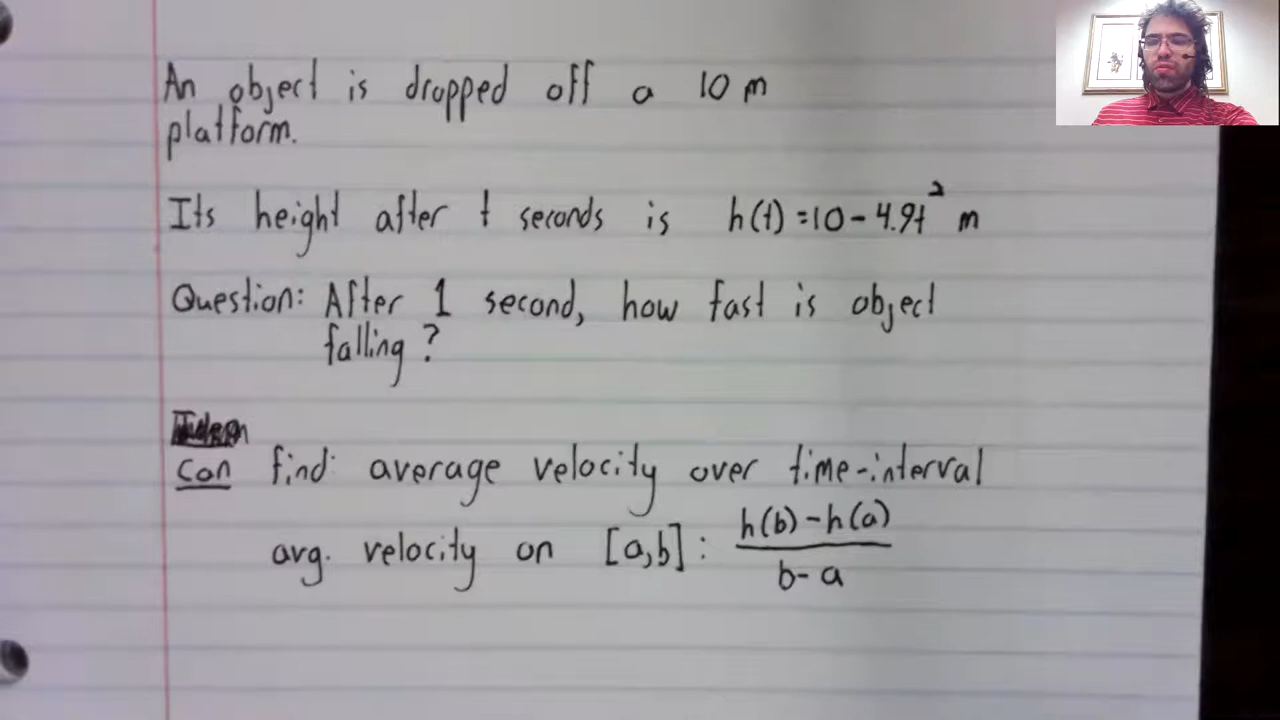 An object is dropped off a 10 m
platform.
Its height after t seconds is h(t) = 10 - 4.9t² m
Question: After 1 second, how fast is object
falling?
can find: average velocity over time-interval
avg. velocity on [a,b]: h(b) - h(a)
b - a